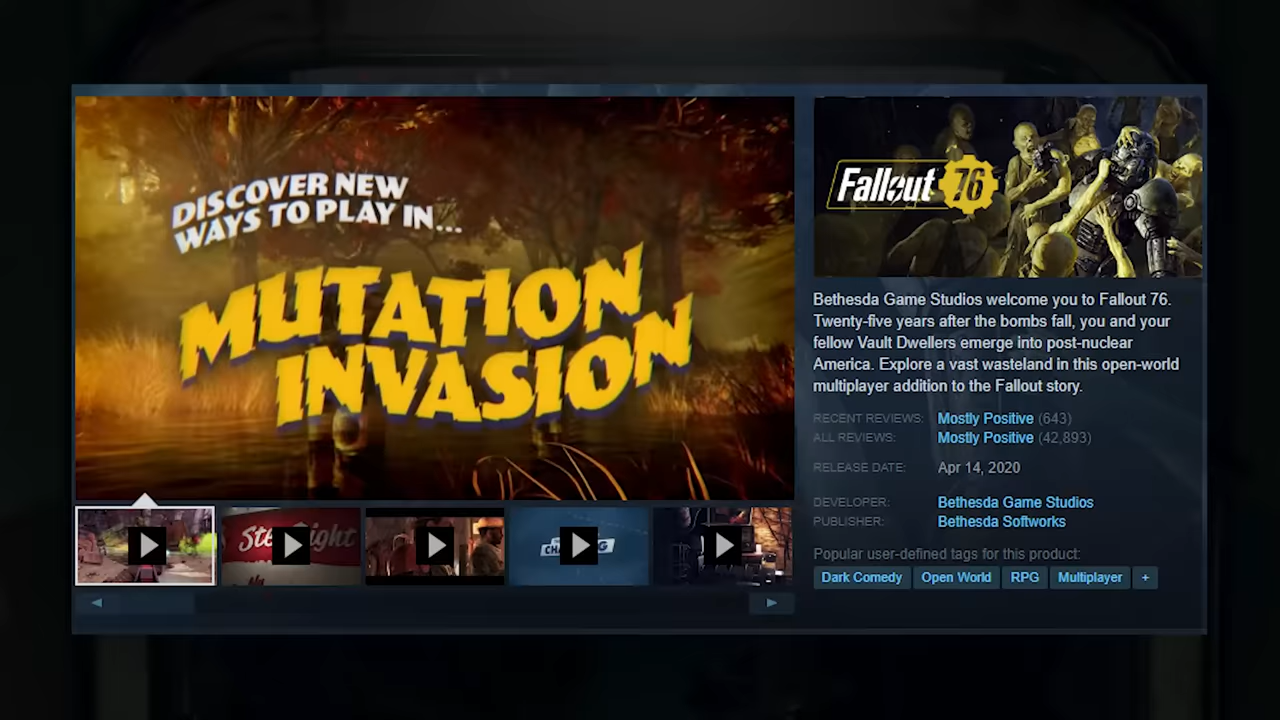 DISCOVER NEW
WAYS TO PLAY IN...
MUTATION
INVASION
Fallout 76
Bethesda Game Studios welcome you to Fallout 76.
Twenty-five years after the bombs fall, you and your
fellow Vault Dwellers emerge into post-nuclear
America. Explore a vast wasteland in this open-world
multiplayer addition to the Fallout story.
RECENT REVIEWS: Mostly Positive (643)
ALL REVIEWS: Mostly Positive (42,893)
RELEASE DATE: Apr 14, 2020
DEVELOPER: Bethesda Game Studios
PUBLISHER: Bethesda Softworks
Popular user-defined tags for this product:
Dark Comedy Open World RPG Multiplayer +